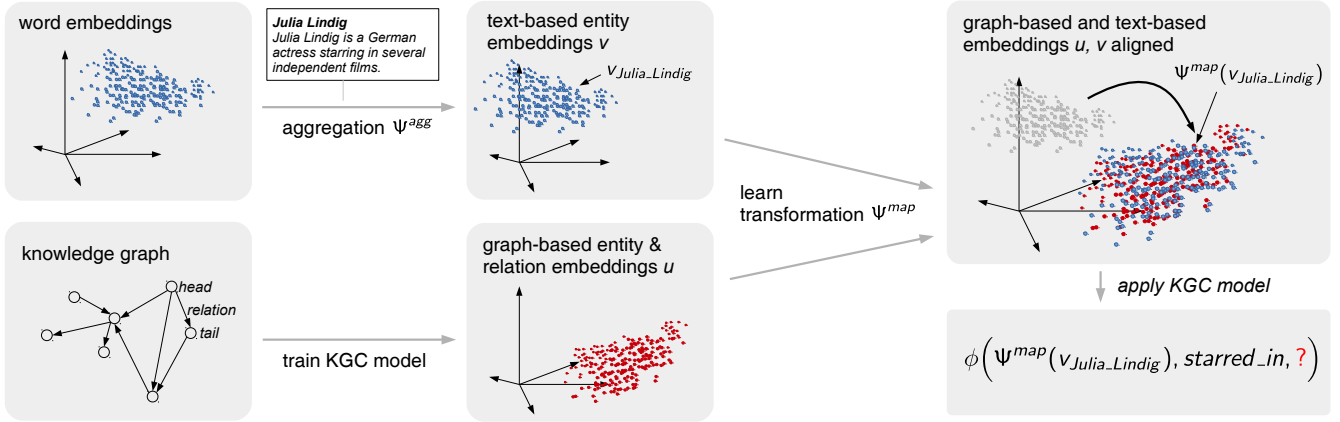 word embeddings
Julia Lindig
Julia Lindig is a German
actress starring in several
independent films.
aggregation Ψ^agg
text-based entity
embeddings v
v_Julia_Lindig
knowledge graph
head
relation
tail
train KGC model
graph-based entity &
relation embeddings u
learn
transformation Ψ^map
graph-based and text-based
embeddings u, v aligned
Ψ^map(v_Julia_Lindig)
apply KGC model
ϕ(Ψ^map(v_Julia_Lindig), starred_in, ?)